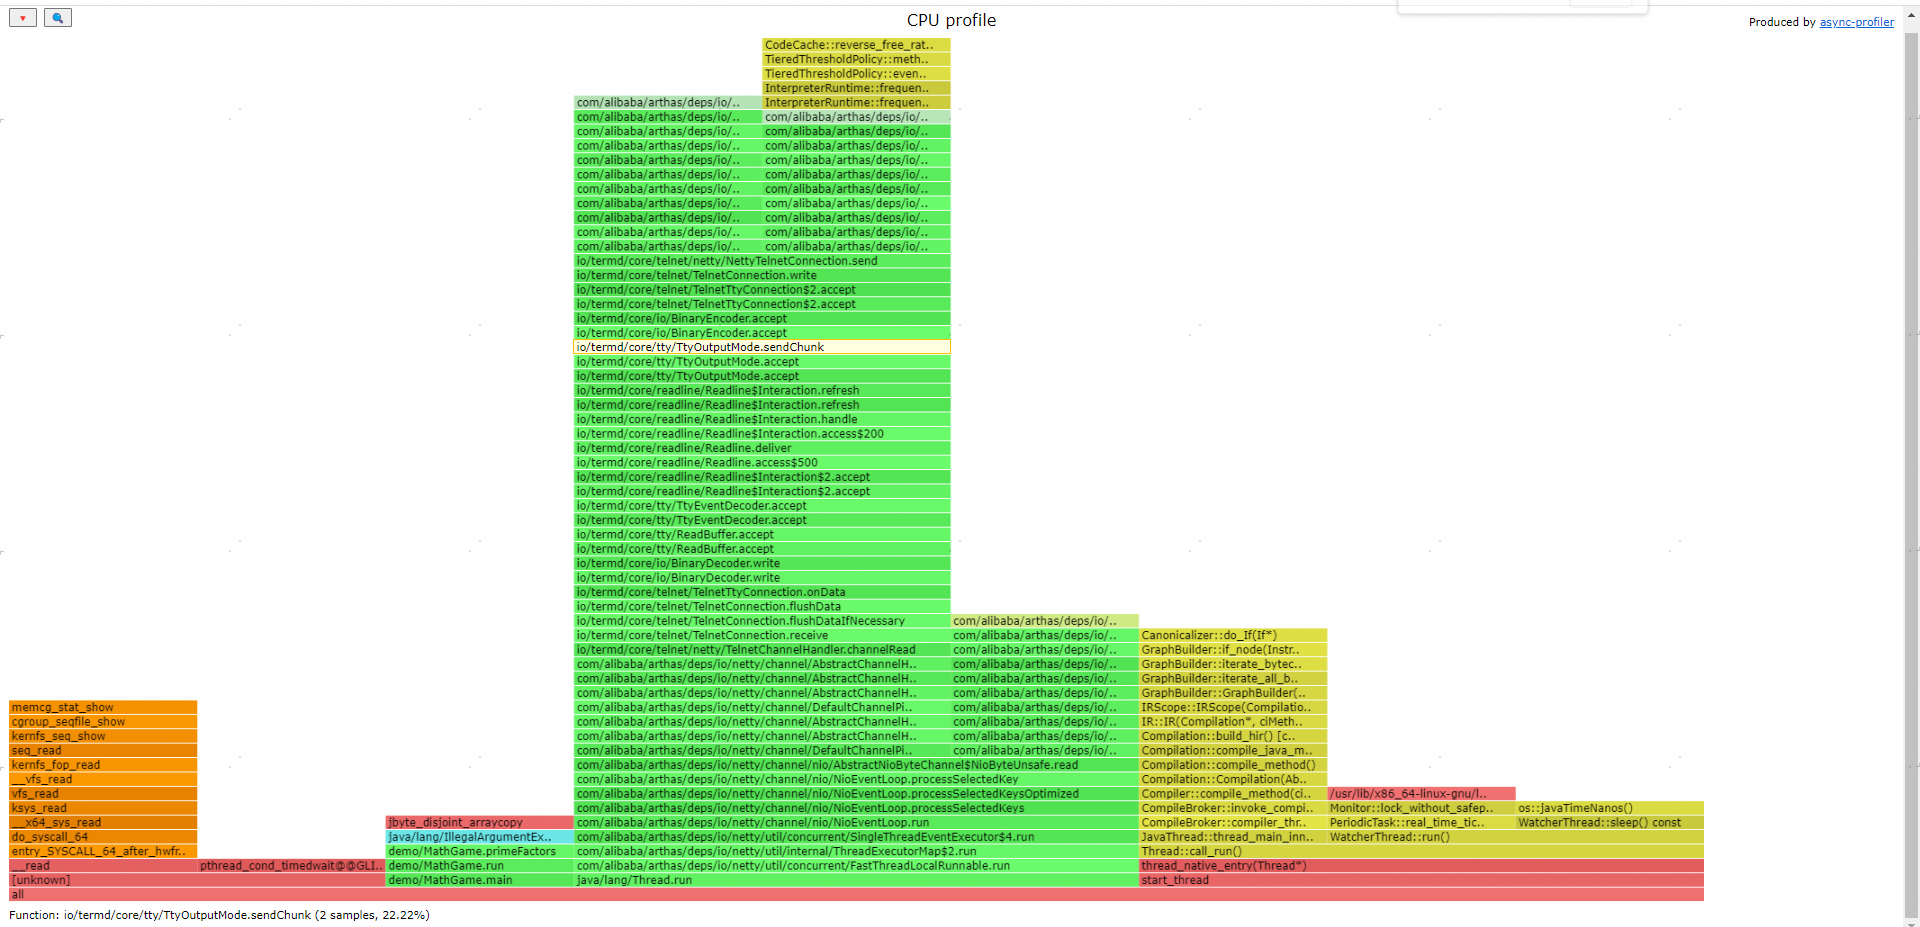 CPU profile
Produced by async-profiler
CodeCache::reverse_free_rat..
TieredThresholdPolicy::meth..
TieredThresholdPolicy::even..
InterpreterRuntime::frequen..
com/alibaba/arthas/deps/io/.. InterpreterRuntime::frequen..
com/alibaba/arthas/deps/io/.. com/alibaba/arthas/deps/io/..
com/alibaba/arthas/deps/io/.. com/alibaba/arthas/deps/io/..
com/alibaba/arthas/deps/io/.. com/alibaba/arthas/deps/io/..
com/alibaba/arthas/deps/io/.. com/alibaba/arthas/deps/io/..
com/alibaba/arthas/deps/io/.. com/alibaba/arthas/deps/io/..
com/alibaba/arthas/deps/io/.. com/alibaba/arthas/deps/io/..
com/alibaba/arthas/deps/io/.. com/alibaba/arthas/deps/io/..
com/alibaba/arthas/deps/io/.. com/alibaba/arthas/deps/io/..
com/alibaba/arthas/deps/io/.. com/alibaba/arthas/deps/io/..
com/alibaba/arthas/deps/io/.. com/alibaba/arthas/deps/io/..
io/termd/core/telnet/netty/NettyTelnetConnection.send
io/termd/core/telnet/TelnetConnection.write
io/termd/core/telnet/TelnetTtyConnection$2.accept
io/termd/core/telnet/TelnetTtyConnection$2.accept
io/termd/core/io/BinaryEncoder.accept
io/termd/core/io/BinaryEncoder.accept
io/termd/core/tty/TtyOutputMode.sendChunk
io/termd/core/tty/TtyOutputMode.accept
io/termd/core/tty/TtyOutputMode.accept
io/termd/core/readline/Readline$Interaction.refresh
io/termd/core/readline/Readline$Interaction.refresh
io/termd/core/readline/Readline$Interaction.handle
io/termd/core/readline/Readline$Interaction.access$200
io/termd/core/readline/Readline.deliver
io/termd/core/readline/Readline.access$500
io/termd/core/readline/Readline$Interaction$2.accept
io/termd/core/readline/Readline$Interaction$2.accept
io/termd/core/tty/TtyEventDecoder.accept
io/termd/core/tty/TtyEventDecoder.accept
io/termd/core/tty/ReadBuffer.accept
io/termd/core/tty/ReadBuffer.accept
io/termd/core/io/BinaryDecoder.write
io/termd/core/io/BinaryDecoder.write
io/termd/core/telnet/TelnetTtyConnection.onData
io/termd/core/telnet/TelnetConnection.flushData
io/termd/core/telnet/TelnetConnection.flushDataIfNecessary com/alibaba/arthas/deps/io/..
io/termd/core/telnet/TelnetConnection.receive com/alibaba/arthas/deps/io/.. Canonicalizer::do_If(If*)
io/termd/core/telnet/netty/TelnetChannelHandler.channelRead com/alibaba/arthas/deps/io/.. GraphBuilder::if_node(Instr..
com/alibaba/arthas/deps/io/netty/channel/AbstractChannelH.. com/alibaba/arthas/deps/io/.. GraphBuilder::iterate_bytec..
com/alibaba/arthas/deps/io/netty/channel/AbstractChannelH.. com/alibaba/arthas/deps/io/.. GraphBuilder::iterate_all_b..
com/alibaba/arthas/deps/io/netty/channel/AbstractChannelH.. com/alibaba/arthas/deps/io/.. GraphBuilder::GraphBuilder(..
memcg_stat_show com/alibaba/arthas/deps/io/netty/channel/DefaultChannelPi.. com/alibaba/arthas/deps/io/.. IRScope::IRScope(Compilatio..
cgroup_seqfile_show com/alibaba/arthas/deps/io/netty/channel/AbstractChannelH.. com/alibaba/arthas/deps/io/.. IR::IR(Compilation*, ciMeth..
kernfs_seq_show com/alibaba/arthas/deps/io/netty/channel/AbstractChannelH.. com/alibaba/arthas/deps/io/.. Compilation::build_hir() [c..
seq_read com/alibaba/arthas/deps/io/netty/channel/DefaultChannelPi.. com/alibaba/arthas/deps/io/.. Compilation::compile_java_m..
kernfs_fop_read com/alibaba/arthas/deps/io/netty/channel/nio/AbstractNioByteChannel$NioByteUnsafe.read Compilation::compile_method()
__vfs_read com/alibaba/arthas/deps/io/netty/channel/nio/NioEventLoop.processSelectedKey Compilation::Compilation(Ab..
vfs_read com/alibaba/arthas/deps/io/netty/channel/nio/NioEventLoop.processSelectedKeysOptimized Compiler::compile_method(ci.. /usr/lib/x86_64-linux-gnu/l..
ksys_read com/alibaba/arthas/deps/io/netty/channel/nio/NioEventLoop.processSelectedKeys CompileBroker::invoke_compi.. Monitor::lock_without_safep.. os::javaTimeNanos()
__x64_sys_read jbyte_disjoint_arraycopy com/alibaba/arthas/deps/io/netty/channel/nio/NioEventLoop.run CompileBroker::compiler_thr.. PeriodicTask::real_time_tic.. WatcherThread::sleep() const
do_syscall_64 java/lang/IllegalArgumentEx.. com/alibaba/arthas/deps/io/netty/util/concurrent/SingleThreadEventExecutor$4.run JavaThread::thread_main_inn.. WatcherThread::run()
entry_SYSCALL_64_after_hwfr.. demo/MathGame.primeFactors com/alibaba/arthas/deps/io/netty/util/internal/ThreadExecutorMap$2.run Thread::call_run()
__read pthread_cond_timedwait@@GLI.. demo/MathGame.run com/alibaba/arthas/deps/io/netty/util/concurrent/FastThreadLocalRunnable.run thread_native_entry(Thread*)
[unknown] demo/MathGame.main java/lang/Thread.run start_thread
all
Function: io/termd/core/tty/TtyOutputMode.sendChunk (2 samples, 22.22%)